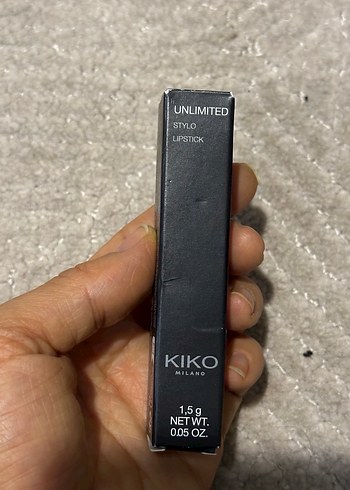 UNLIMITED
STYLO
LIPSTICK
KIKO
MILANO
1,5 g
NET WT.
0.05 OZ.